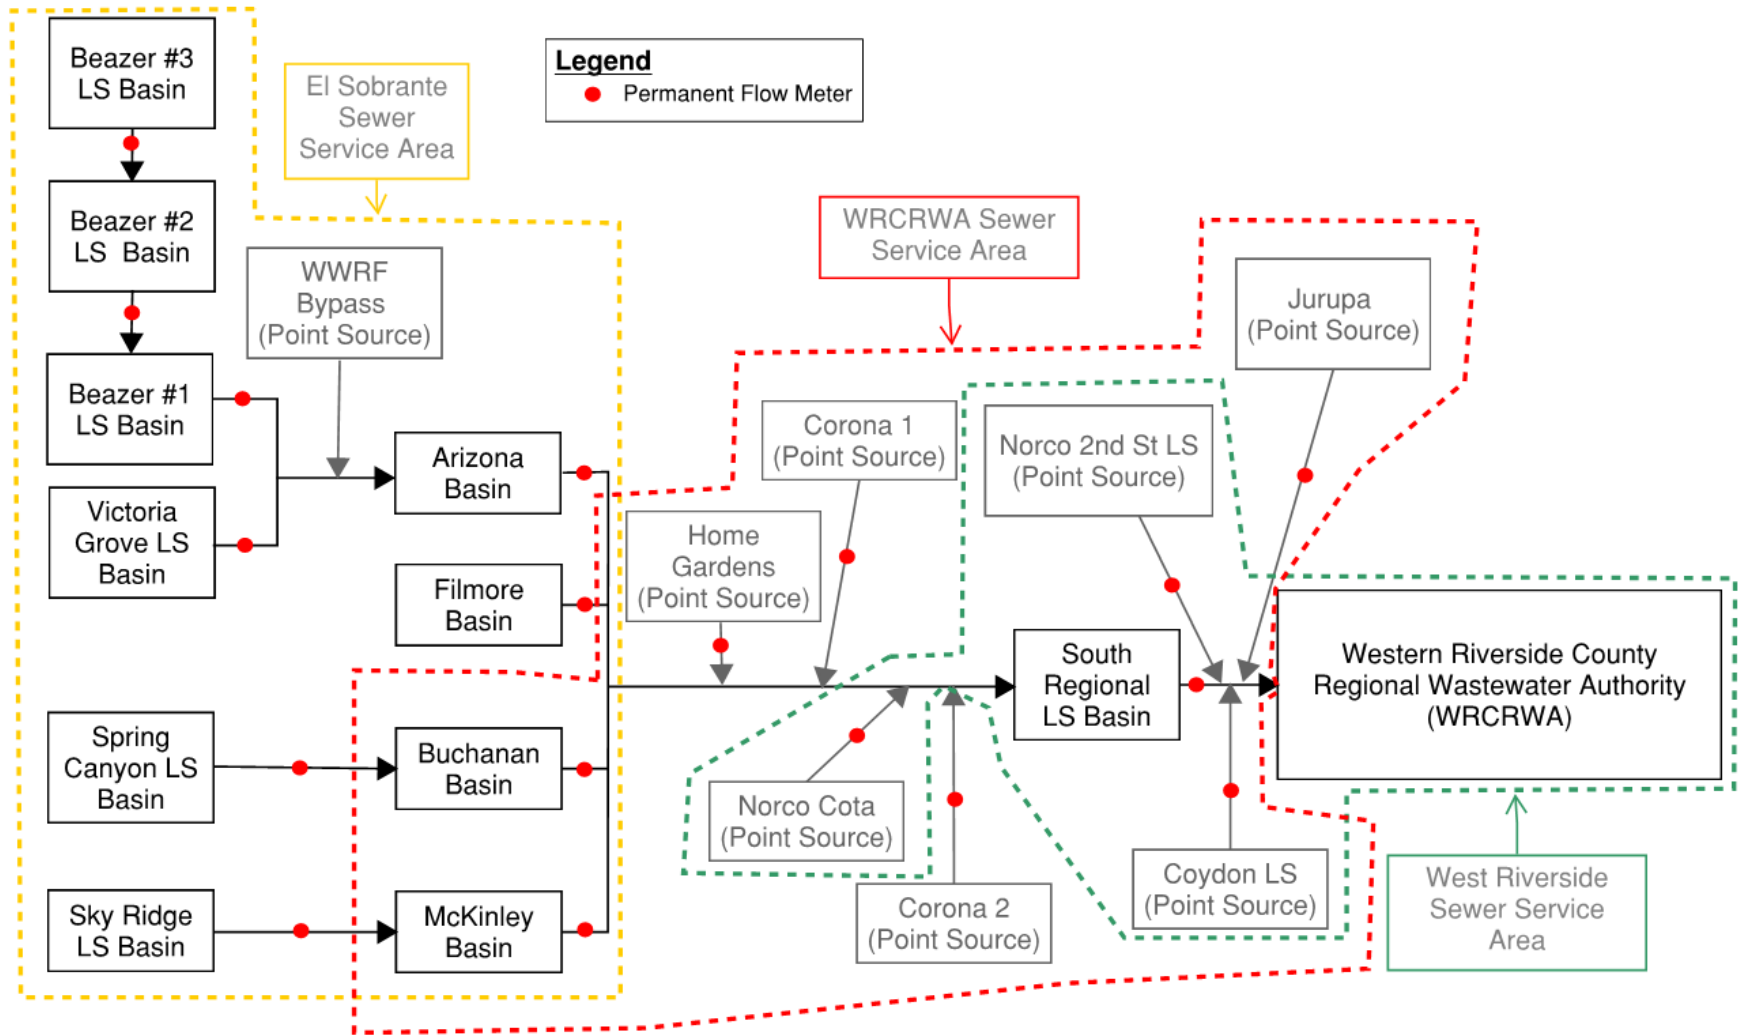 Beazer #3
LS Basin
El Sobrante
Sewer
Service Area
Legend
Permanent Flow Meter
Beazer #2
LS Basin
WWRF
Bypass
(Point Source)
WRCRWA Sewer
Service Area
Jurupa
(Point Source)
Beazer #1
LS Basin
Victoria
Grove LS
Basin
Arizona
Basin
Corona 1
(Point Source)
Norco 2nd St LS
(Point Source)
Home
Gardens
(Point Source)
Filmore
Basin
South
Regional
LS Basin
Western Riverside County
Regional Wastewater Authority
(WRCRWA)
Spring
Canyon LS
Basin
Buchanan
Basin
Norco Cota
(Point Source)
Sky Ridge
LS Basin
McKinley
Basin
Corona 2
(Point Source)
Coydon LS
(Point Source)
West Riverside
Sewer Service
Area